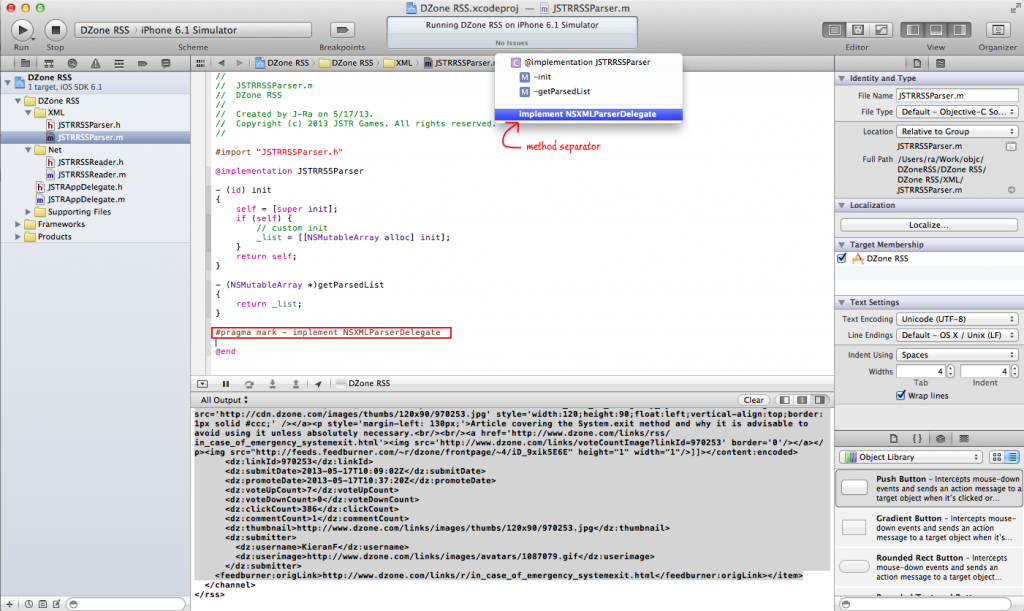 DZone RSS.xcodeproj — JSTRRSSParser.m
Run
Stop
DZone RSS › iPhone 6.1 Simulator
Scheme
Breakpoints
Running DZone RSS on iPhone 6.1 Simulator
No Issues
Editor
View
Organizer
DZone RSS
DZone RSS
XML
JSTRRSSParser.m
C @implementation JSTRRSSParser
M -init
M -getParsedList
implement NSXMLParserDelegate
method separator
DZone RSS
1 target, iOS SDK 6.1
DZone RSS
XML
JSTRRSSParser.h
JSTRRSSParser.m
Net
JSTRRSSReader.h
JSTRRSSReader.m
JSTRAppDelegate.h
JSTRAppDelegate.m
Supporting Files
Frameworks
Products
//
// JSTRRSSParser.m
// DZone RSS
//
// Created by J-Ra on 5/17/13.
// Copyright (c) 2013 JSTR Games. All rights reserved.
//
#import "JSTRRSSParser.h"
@implementation JSTRRSSParser
- (id) init
{
self = [super init];
if (self) {
// custom init
_list = [[NSMutableArray alloc] init];
}
return self;
}
- (NSMutableArray *)getParsedList
{
return _list;
}
#pragma mark - implement NSXMLParserDelegate
@end
DZone RSS
All Output
Clear
src='http://cdn.dzone.com/images/thumbs/120x90/970253.jpg' style='width:120;height:90;float:left;vertical-align:top;border:
1px solid #ccc;' /></a><p style='margin-left: 130px;'>Article covering the System.exit method and why it is advisable to
avoid using it unless absolutely necessary.<br/><br/><a href='http://www.dzone.com/links/rss/
in_case_of_emergency_systemexit.html'><img src='http://www.dzone.com/links/voteCountImage?linkId=970253' border='0'/></a></
p><img src="http://feeds.feedburner.com/~r/dzone/frontpage/~4/iD_9xik5E6E" height="1" width="1"/>]]></content:encoded>
<dz:linkId>970253</dz:linkId>
<dz:submitDate>2013-05-17T10:09:02Z</dz:submitDate>
<dz:promoteDate>2013-05-17T10:37:20Z</dz:promoteDate>
<dz:voteUpCount>7</dz:voteUpCount>
<dz:voteDownCount>0</dz:voteDownCount>
<dz:clickCount>386</dz:clickCount>
<dz:commentCount>1</dz:commentCount>
<dz:thumbnail>http://www.dzone.com/links/images/thumbs/120x90/970253.jpg</dz:thumbnail>
<dz:submitter>
<dz:username>KieranF</dz:username>
<dz:userimage>http://www.dzone.com/links/images/avatars/1087079.gif</dz:userimage>
</dz:submitter>
<feedburner:origLink>http://www.dzone.com/links/r/in_case_of_emergency_systemexit.html</feedburner:origLink></item>
</channel>
</rss>
Identity and Type
File Name JSTRRSSParser.m
File Type Default - Objective-C So...
Location Relative to Group
JSTRRSSParser.m
Full Path /Users/ra/Work/objc/
DZoneRSS/DZone RSS/
DZone RSS/XML/
JSTRRSSParser.m
Localization
Localize...
Target Membership
DZone RSS
Text Settings
Text Encoding Unicode (UTF-8)
Line Endings Default - OS X / Unix (LF)
Indent Using Spaces
Widths 4 4
Tab Indent
Wrap lines
Object Library
Push Button - Intercepts mouse-down
events and sends an action message to a
target object when it's clicked or...
Gradient Button - Intercepts mouse-
down events and sends an action
message to a target object when it's...
Rounded Rect Button - Intercepts
mouse-down events and sends an
action message to a target object...